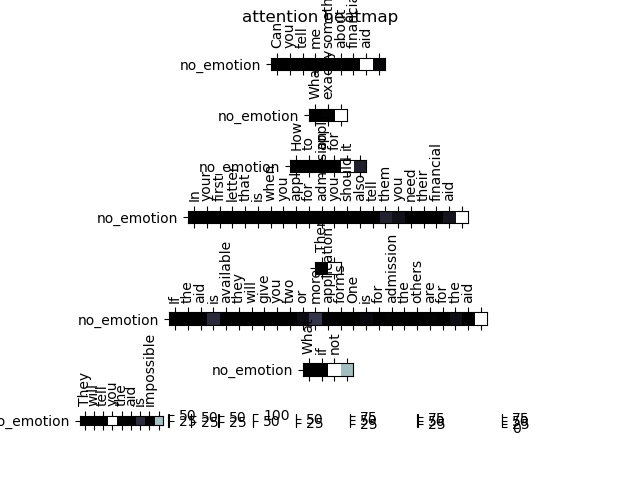 attention heatmap
Can you tell me something about financial aid
no_emotion
What exactly
no_emotion
How to apply for it
no_emotion
In your first letter that is when you apply for admission you should also tell them you need their financial aid
no_emotion
Then
If the aid is available they will give you two or more application forms One is for admission the others are for the aid
no_emotion
What if not
no_emotion
They will tell you the aid is impossible
no_emotion
50 50 50 100 50 75 75 75
25 25 25 50 25 25 25
0